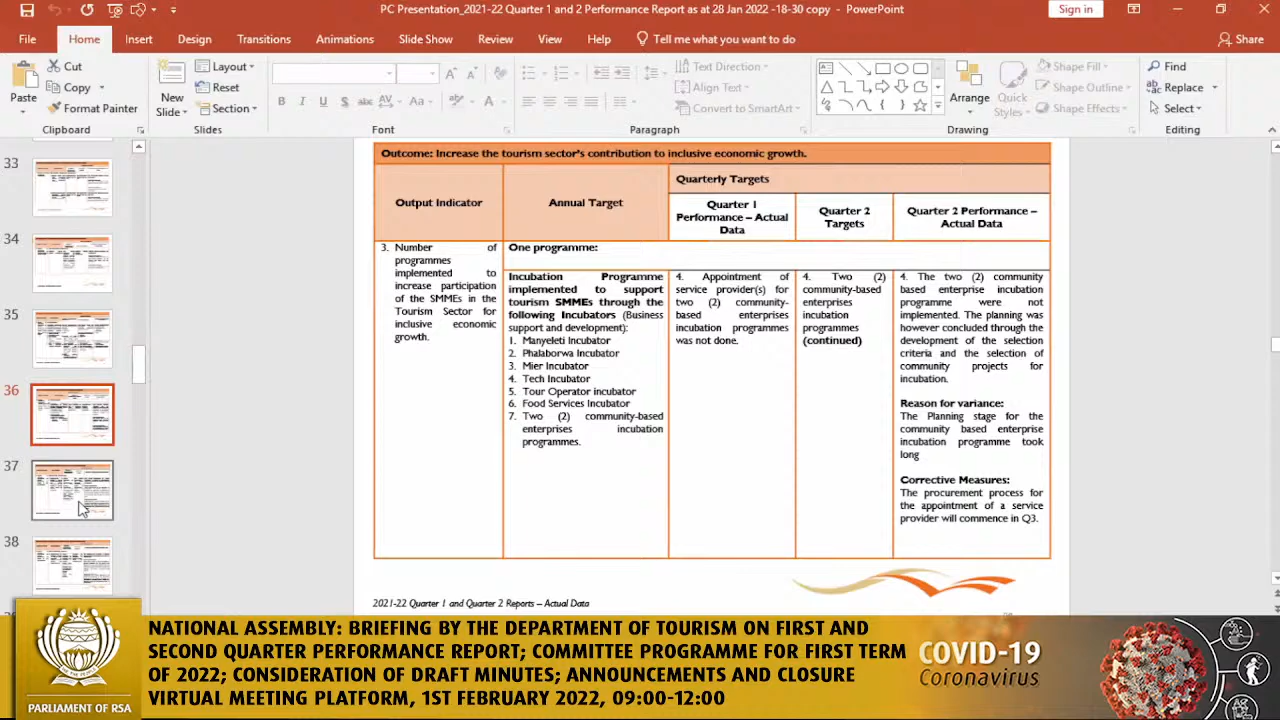 PC Presentation_2021-22 Quarter 1 and 2 Performance Report as at 28 Jan 2022 -18-30 copy - PowerPoint
Sign in
File Home Insert Design Transitions Animations Slide Show Review View Help Tell me what you want to do Share
Cut
Copy
Format Painter
Paste
Clipboard
New
Slide
Layout
Reset
Section
Slides
Font
Text Direction
Align Text
Convert to SmartArt
Paragraph
Arrange
Quick
Styles
Shape Fill
Shape Outline
Shape Effects
Drawing
Find
Replace
Select
Editing
33
34
35
36
37
38
Outcome: Increase the tourism sector's contribution to inclusive economic growth.
Output Indicator
Annual Target
Quarterly Targets
Quarter 1
Performance – Actual
Data
Quarter 2
Targets
Quarter 2 Performance –
Actual Data
3. Number of
programmes
implemented to
increase participation
of the SMMEs in the
Tourism Sector for
inclusive economic
growth.
One programme:
Incubation Programme
implemented to support
tourism SMMEs through the
following Incubators (Business
support and development):
1. Manyeleti Incubator
2. Phalaborwa Incubator
3. Mier Incubator
4. Tech Incubator
5. Tour Operator incubator
6. Food Services Incubator
7. Two (2) community-based
enterprises incubation
programmes.
4. Appointment of
service provider(s) for
two (2) community-
based enterprises
incubation programmes
was not done.
4. Two (2)
community-based
enterprises
incubation
programmes
(continued)
4. The two (2) community
based enterprise incubation
programme were not
implemented. The planning was
however concluded through the
development of the selection
criteria and the selection of
community projects for
incubation.
Reason for variance:
The Planning stage for the
community based enterprise
incubation programme took
long
Corrective Measures:
The procurement process for
the appointment of a service
provider will commence in Q3.
2021-22 Quarter 1 and Quarter 2 Reports – Actual Data
PARLIAMENT OF RSA
NATIONAL ASSEMBLY: BRIEFING BY THE DEPARTMENT OF TOURISM ON FIRST AND
SECOND QUARTER PERFORMANCE REPORT; COMMITTEE PROGRAMME FOR FIRST TERM
OF 2022; CONSIDERATION OF DRAFT MINUTES; ANNOUNCEMENTS AND CLOSURE
VIRTUAL MEETING PLATFORM, 1ST FEBRUARY 2022, 09:00-12:00
COVID-19
Coronavirus